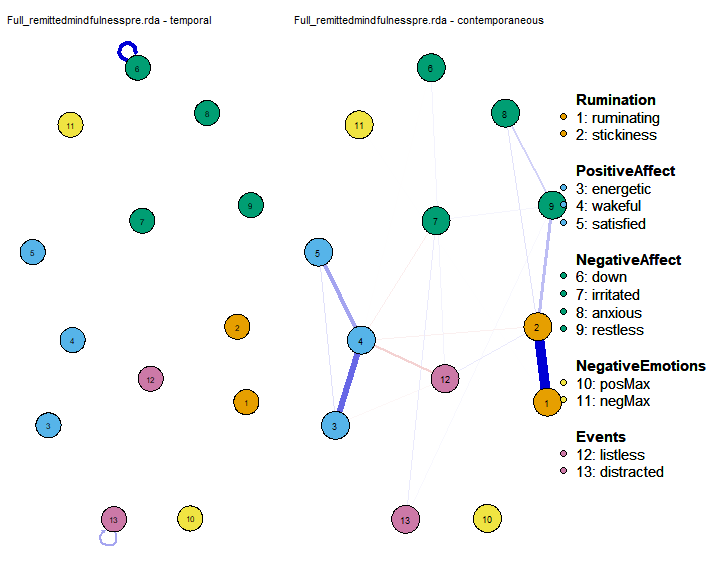 Full_remittedmindfulnesspre.rda - temporal
Full_remittedmindfulnesspre.rda - contemporaneous
6
8
11
9
7
5
2
4
12
1
3
13
10
6
8
11
9
7
5
2
4
12
1
3
13
10
Rumination
1: ruminating
2: stickiness
PositiveAffect
3: energetic
4: wakeful
5: satisfied
NegativeAffect
6: down
7: irritated
8: anxious
9: restless
NegativeEmotions
10: posMax
11: negMax
Events
12: listless
13: distracted